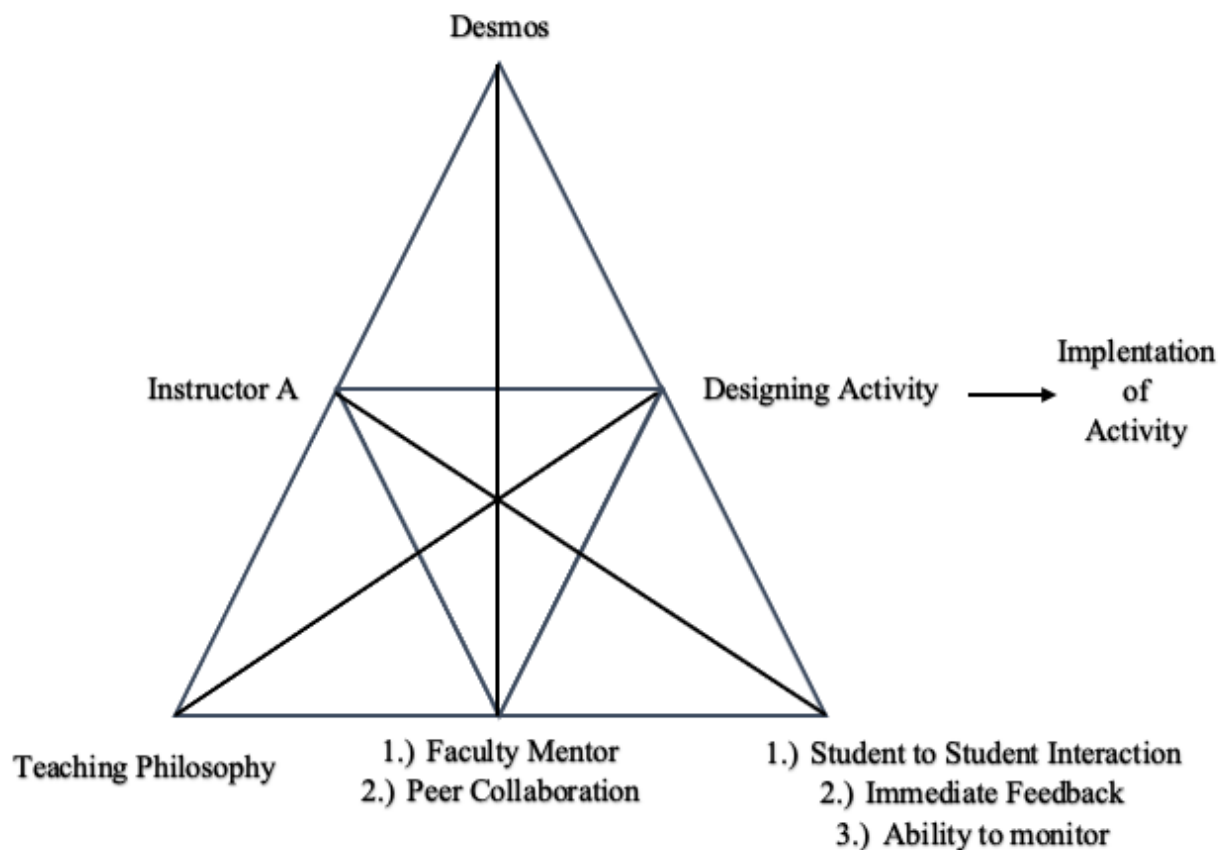 Desmos
Instructor A
Designing Activity
Implentation
of
Activity
Teaching Philosophy
1.) Faculty Mentor
2.) Peer Collaboration
1.) Student to Student Interaction
2.) Immediate Feedback
3.) Ability to monitor